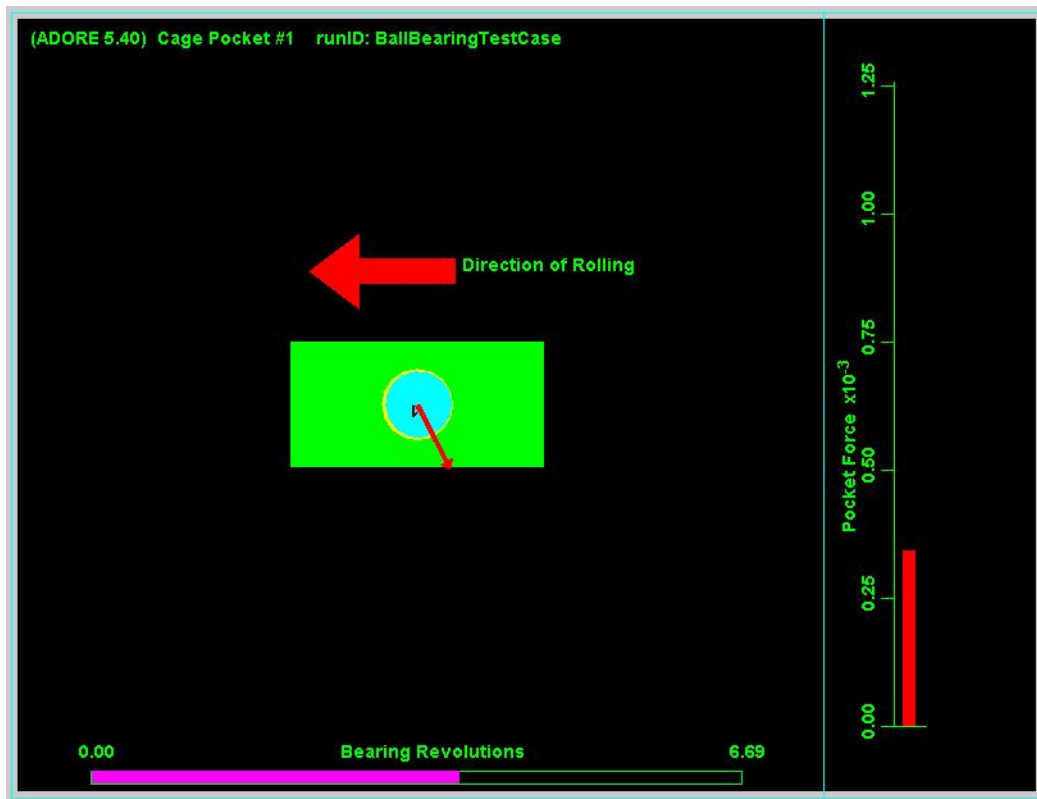 (ADORE 5.40) Cage Pocket #1 runID: BallBearingTestCase
Direction of Rolling
1
Pocket Force x10-3
1.25
1.00
0.75
0.50
0.25
0.00
0.00 Bearing Revolutions 6.69